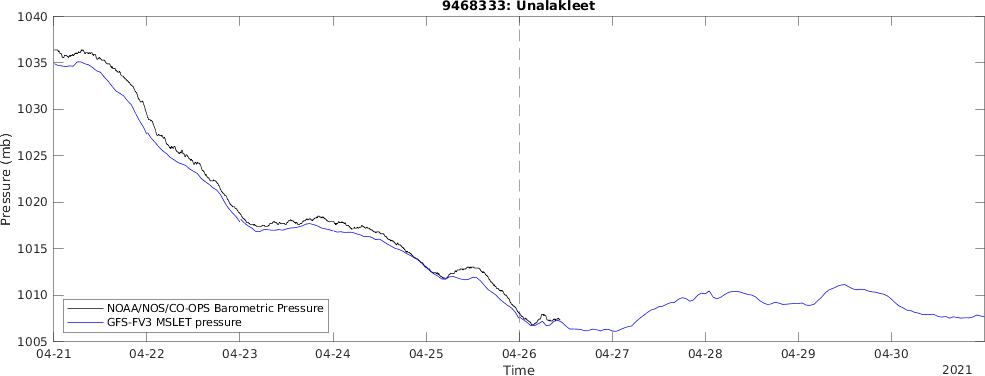 9468333: Unalakleet
1040
1035
1030
1025
1020
1015
1010
1005
Pressure (mb)
NOAA/NOS/CO-OPS Barometric Pressure
GFS-FV3 MSLET pressure
04-21 04-22 04-23 04-24 04-25 04-26 04-27 04-28 04-29 04-30
Time
2021